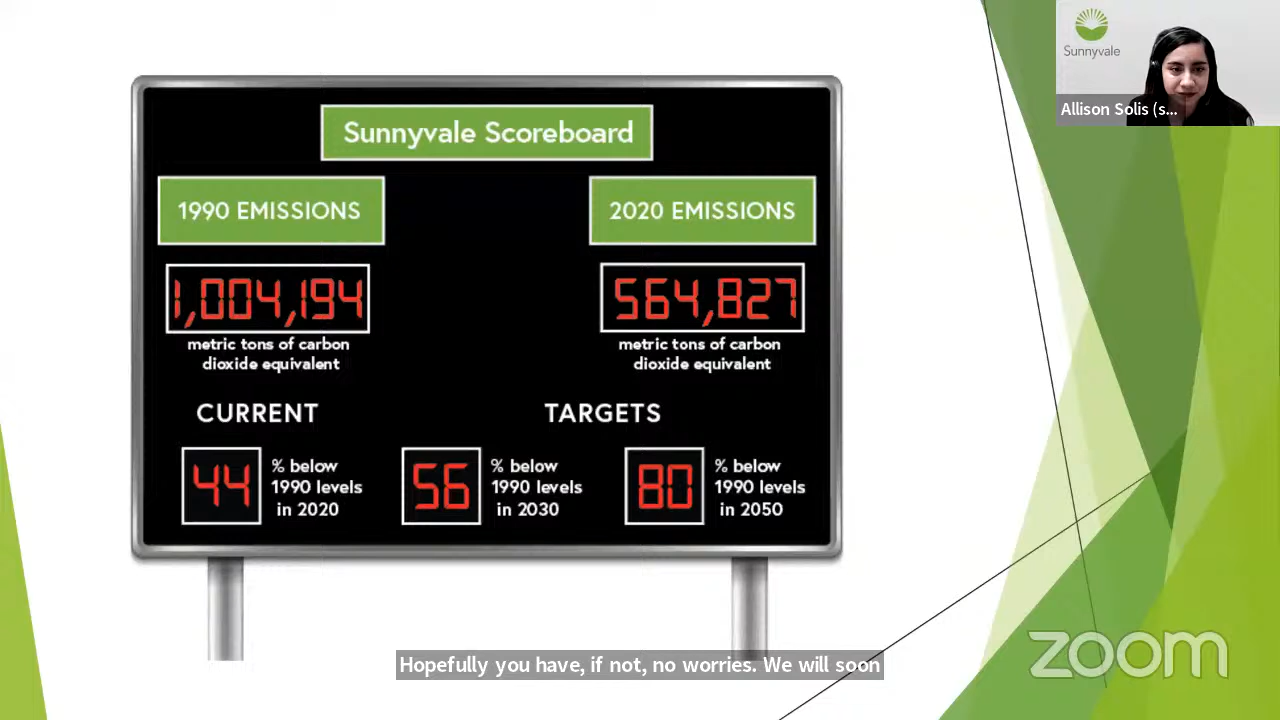 Sunnyvale
Allison Solis (s...
Sunnyvale Scoreboard
1990 EMISSIONS
2020 EMISSIONS
1,004,194
564,827
metric tons of carbon
dioxide equivalent
metric tons of carbon
dioxide equivalent
CURRENT
TARGETS
44
% below
1990 levels
in 2020
56
% below
1990 levels
in 2030
80
% below
1990 levels
in 2050
Hopefully you have, if not, no worries. We will soon
zoom